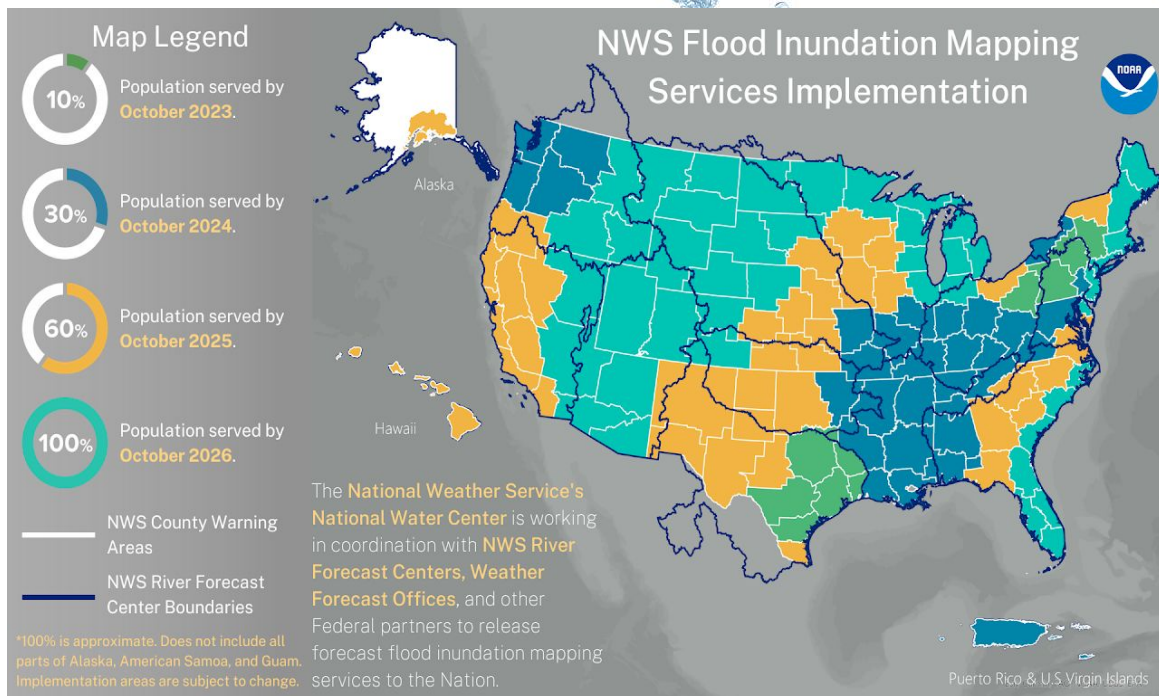 Map Legend
10%
Population served by
October 2023.
30%
Population served by
October 2024.
60%
Population served by
October 2025.
100%
Population served by
October 2026.
NWS County Warning
Areas
NWS River Forecast
Center Boundaries
*100% is approximate. Does not include all
parts of Alaska, American Samoa, and Guam.
Implementation areas are subject to change.
NWS Flood Inundation Mapping
Services Implementation
NOAA
Alaska
Hawaii
The National Weather Service's
National Water Center is working
in coordination with NWS River
Forecast Centers, Weather
Forecast Offices, and other
Federal partners to release
forecast flood inundation mapping
services to the Nation.
Puerto Rico & U.S Virgin Islands